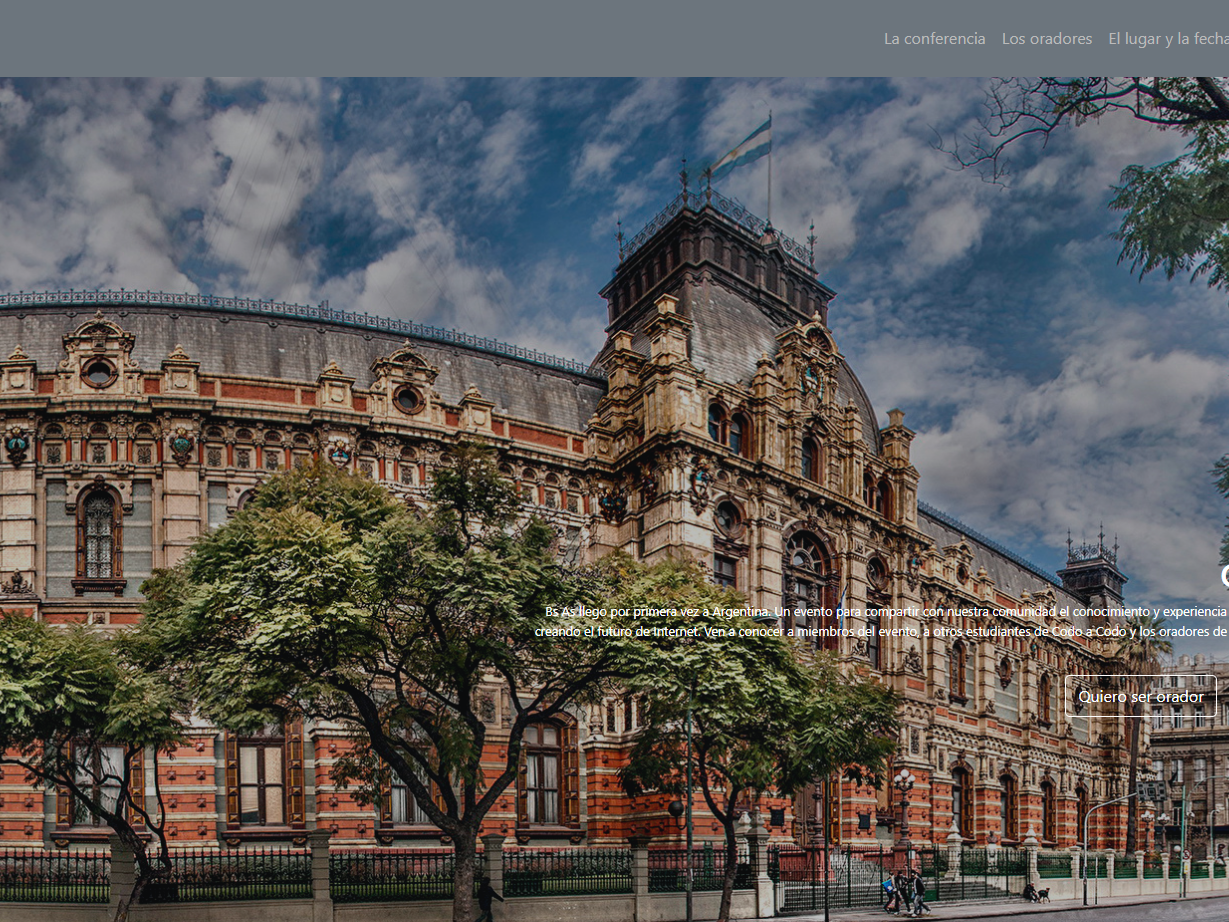 La conferencia Los oradores El lugar y la fecha
Bs As llego por primera vez a Argentina. Un evento para compartir con nuestra comunidad el conocimiento y experiencia
creando el futuro de Internet. Ven a conocer a miembros del evento, a otros estudiantes de Codo a Codo y los oradores de
Quiero ser orador